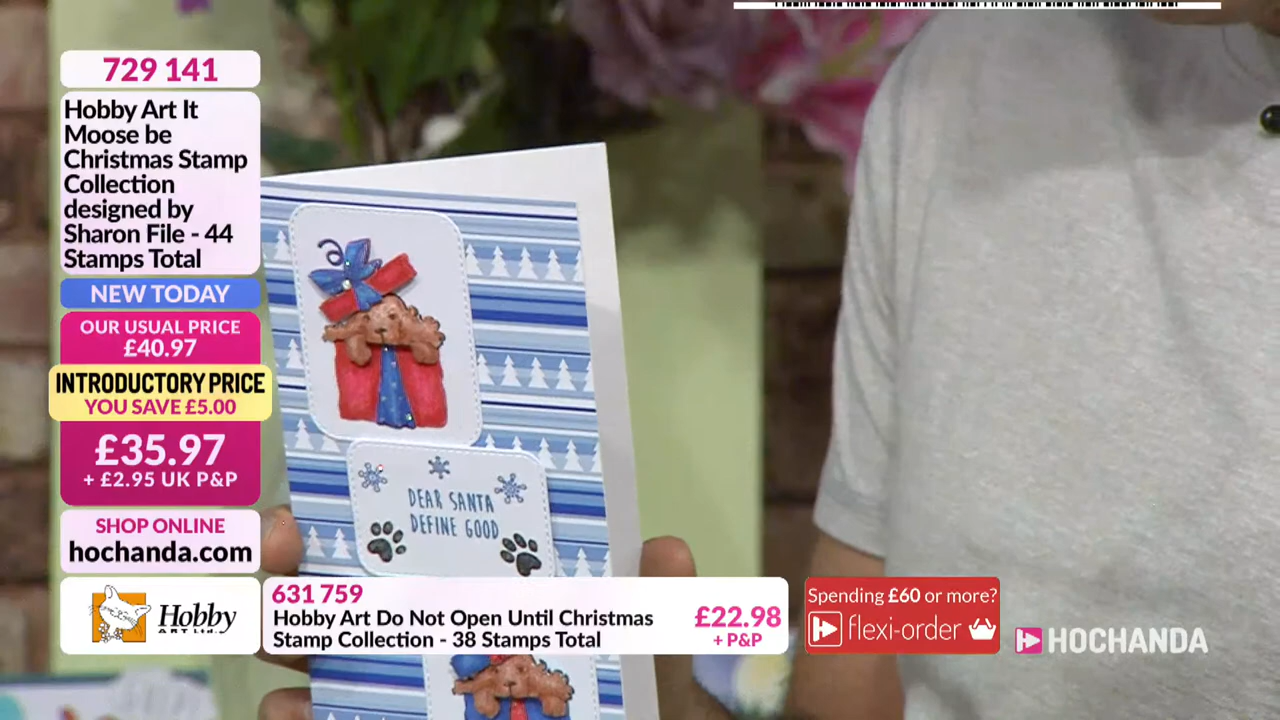 729 141
Hobby Art It
Moose be
Christmas Stamp
Collection
designed by
Sharon File - 44
Stamps Total
NEW TODAY
OUR USUAL PRICE
£40.97
INTRODUCTORY PRICE
YOU SAVE £5.00
£35.97
+ £2.95 UK P&P
SHOP ONLINE
hochanda.com
Hobby
ART Ltd.
631 759
Hobby Art Do Not Open Until Christmas
Stamp Collection - 38 Stamps Total
£22.98
+ P&P
Spending £60 or more?
flexi-order
HOCHANDA
DEAR SANTA
DEFINE GOOD